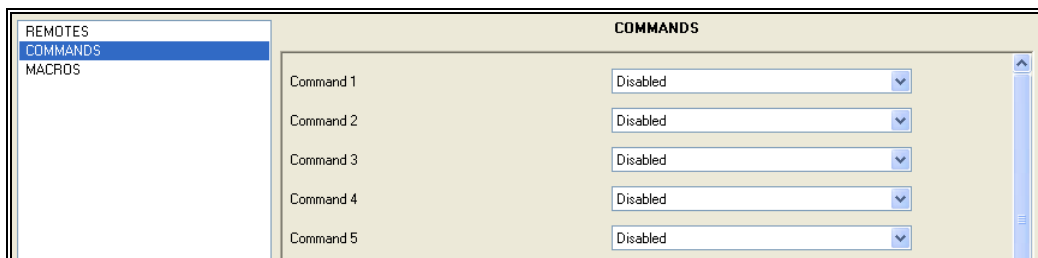 REMOTES
COMMANDS
MACROS
COMMANDS
Command 1 Disabled
Command 2 Disabled
Command 3 Disabled
Command 4 Disabled
Command 5 Disabled